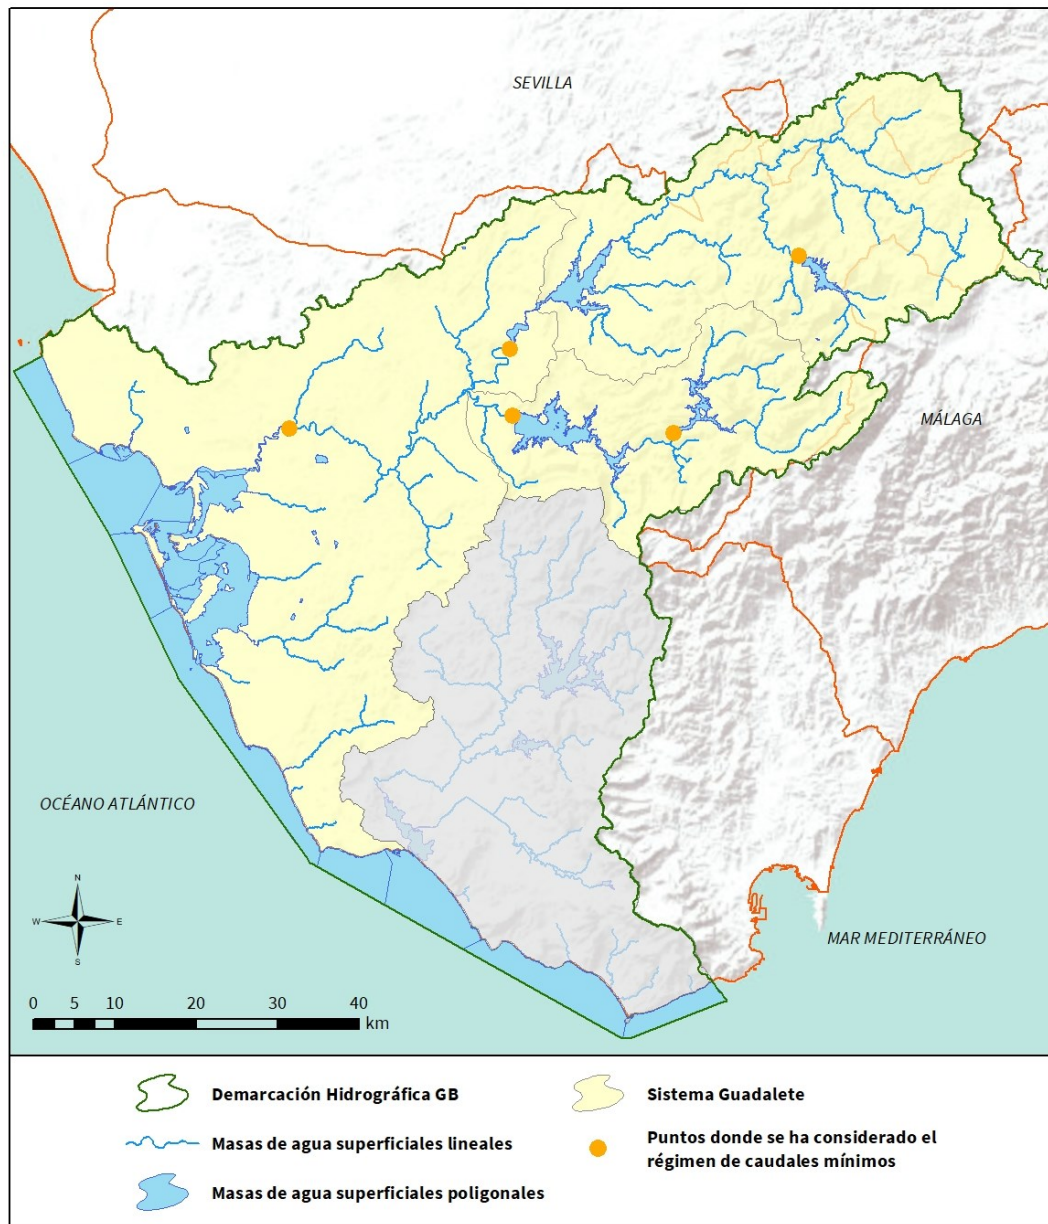 SEVILLA
MÁLAGA
OCÉANO ATLÁNTICO
N
W
E
S
MAR MEDITERRÁNEO
0 5 10 20 30 40
km
Demarcación Hidrográfica GB
Masas de agua superficiales lineales
Masas de agua superficiales poligonales
Sistema Guadalete
Puntos donde se ha considerado el
régimen de caudales mínimos